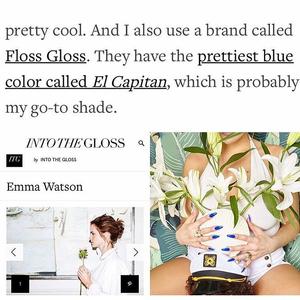 pretty cool. And I also use a brand called
Floss Gloss. They have the prettiest blue
color called El Capitan, which is probably
my go-to shade.
INTO THE GLOSS
ITG by INTO THE GLOSS
Emma Watson
1